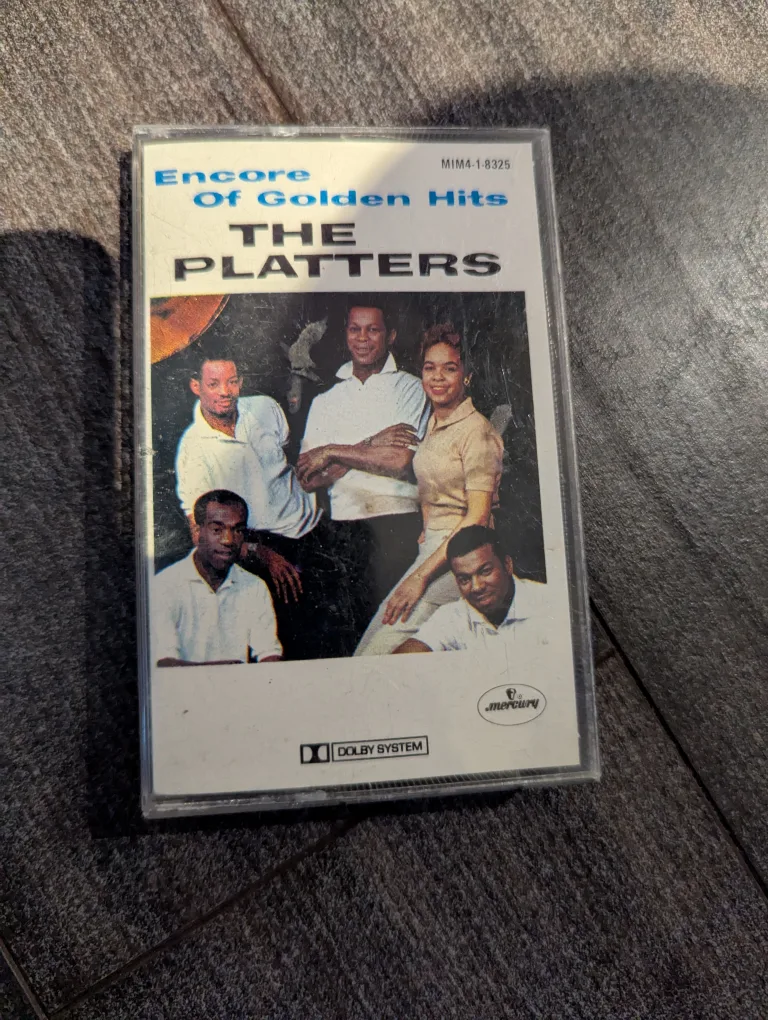 MIM4-1-8325
Encore
Of Golden Hits
THE
PLATTERS
mercury
DOLBY SYSTEM